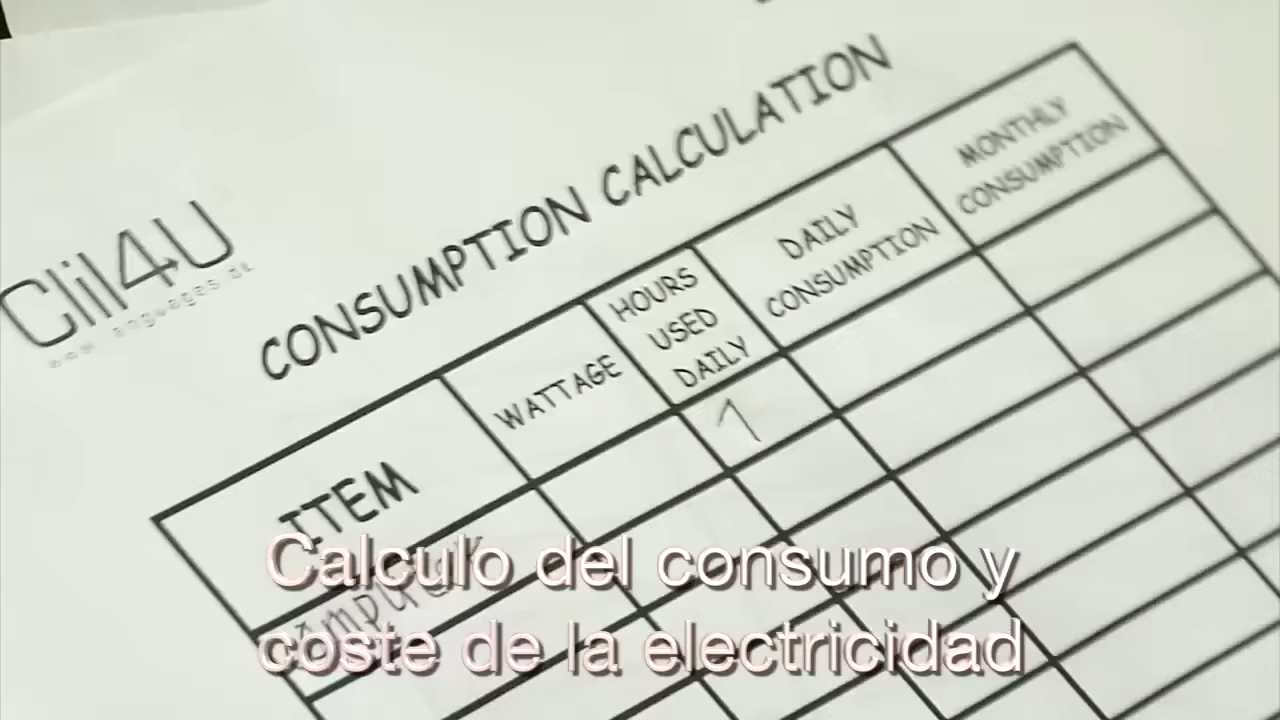 Clil4U
CONSUMPTION CALCULATION
ITEM
WATTAGE
HOURS
USED
DAILY
DAILY
CONSUMPTION
MONTHLY
CONSUMPTION
1
Calculo del consumo y
coste de la electricidad